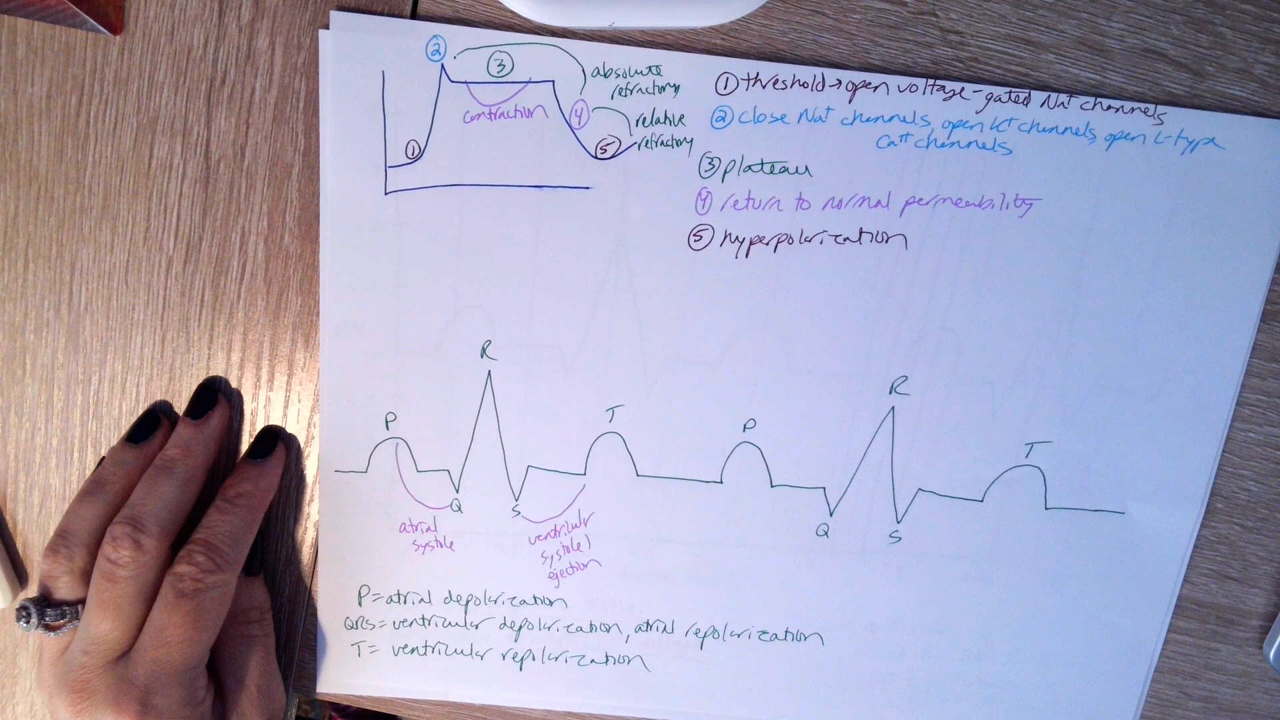 ②
③
absolute
refractory
contraction
④
relative
refractory
①
⑤
① threshold → open voltage-gated Na+ channels
② close Na+ channels, open K+ channels, open L-type
Ca++ channels
③ plateau
④ return to normal permeability
⑤ hyperpolarization
R
R
P
T
P
T
Q
S
Q
S
atrial
systole
ventricular
systole/
ejection
P = atrial depolarization
QRS = ventricular depolarization, atrial repolarization
T = ventricular repolarization